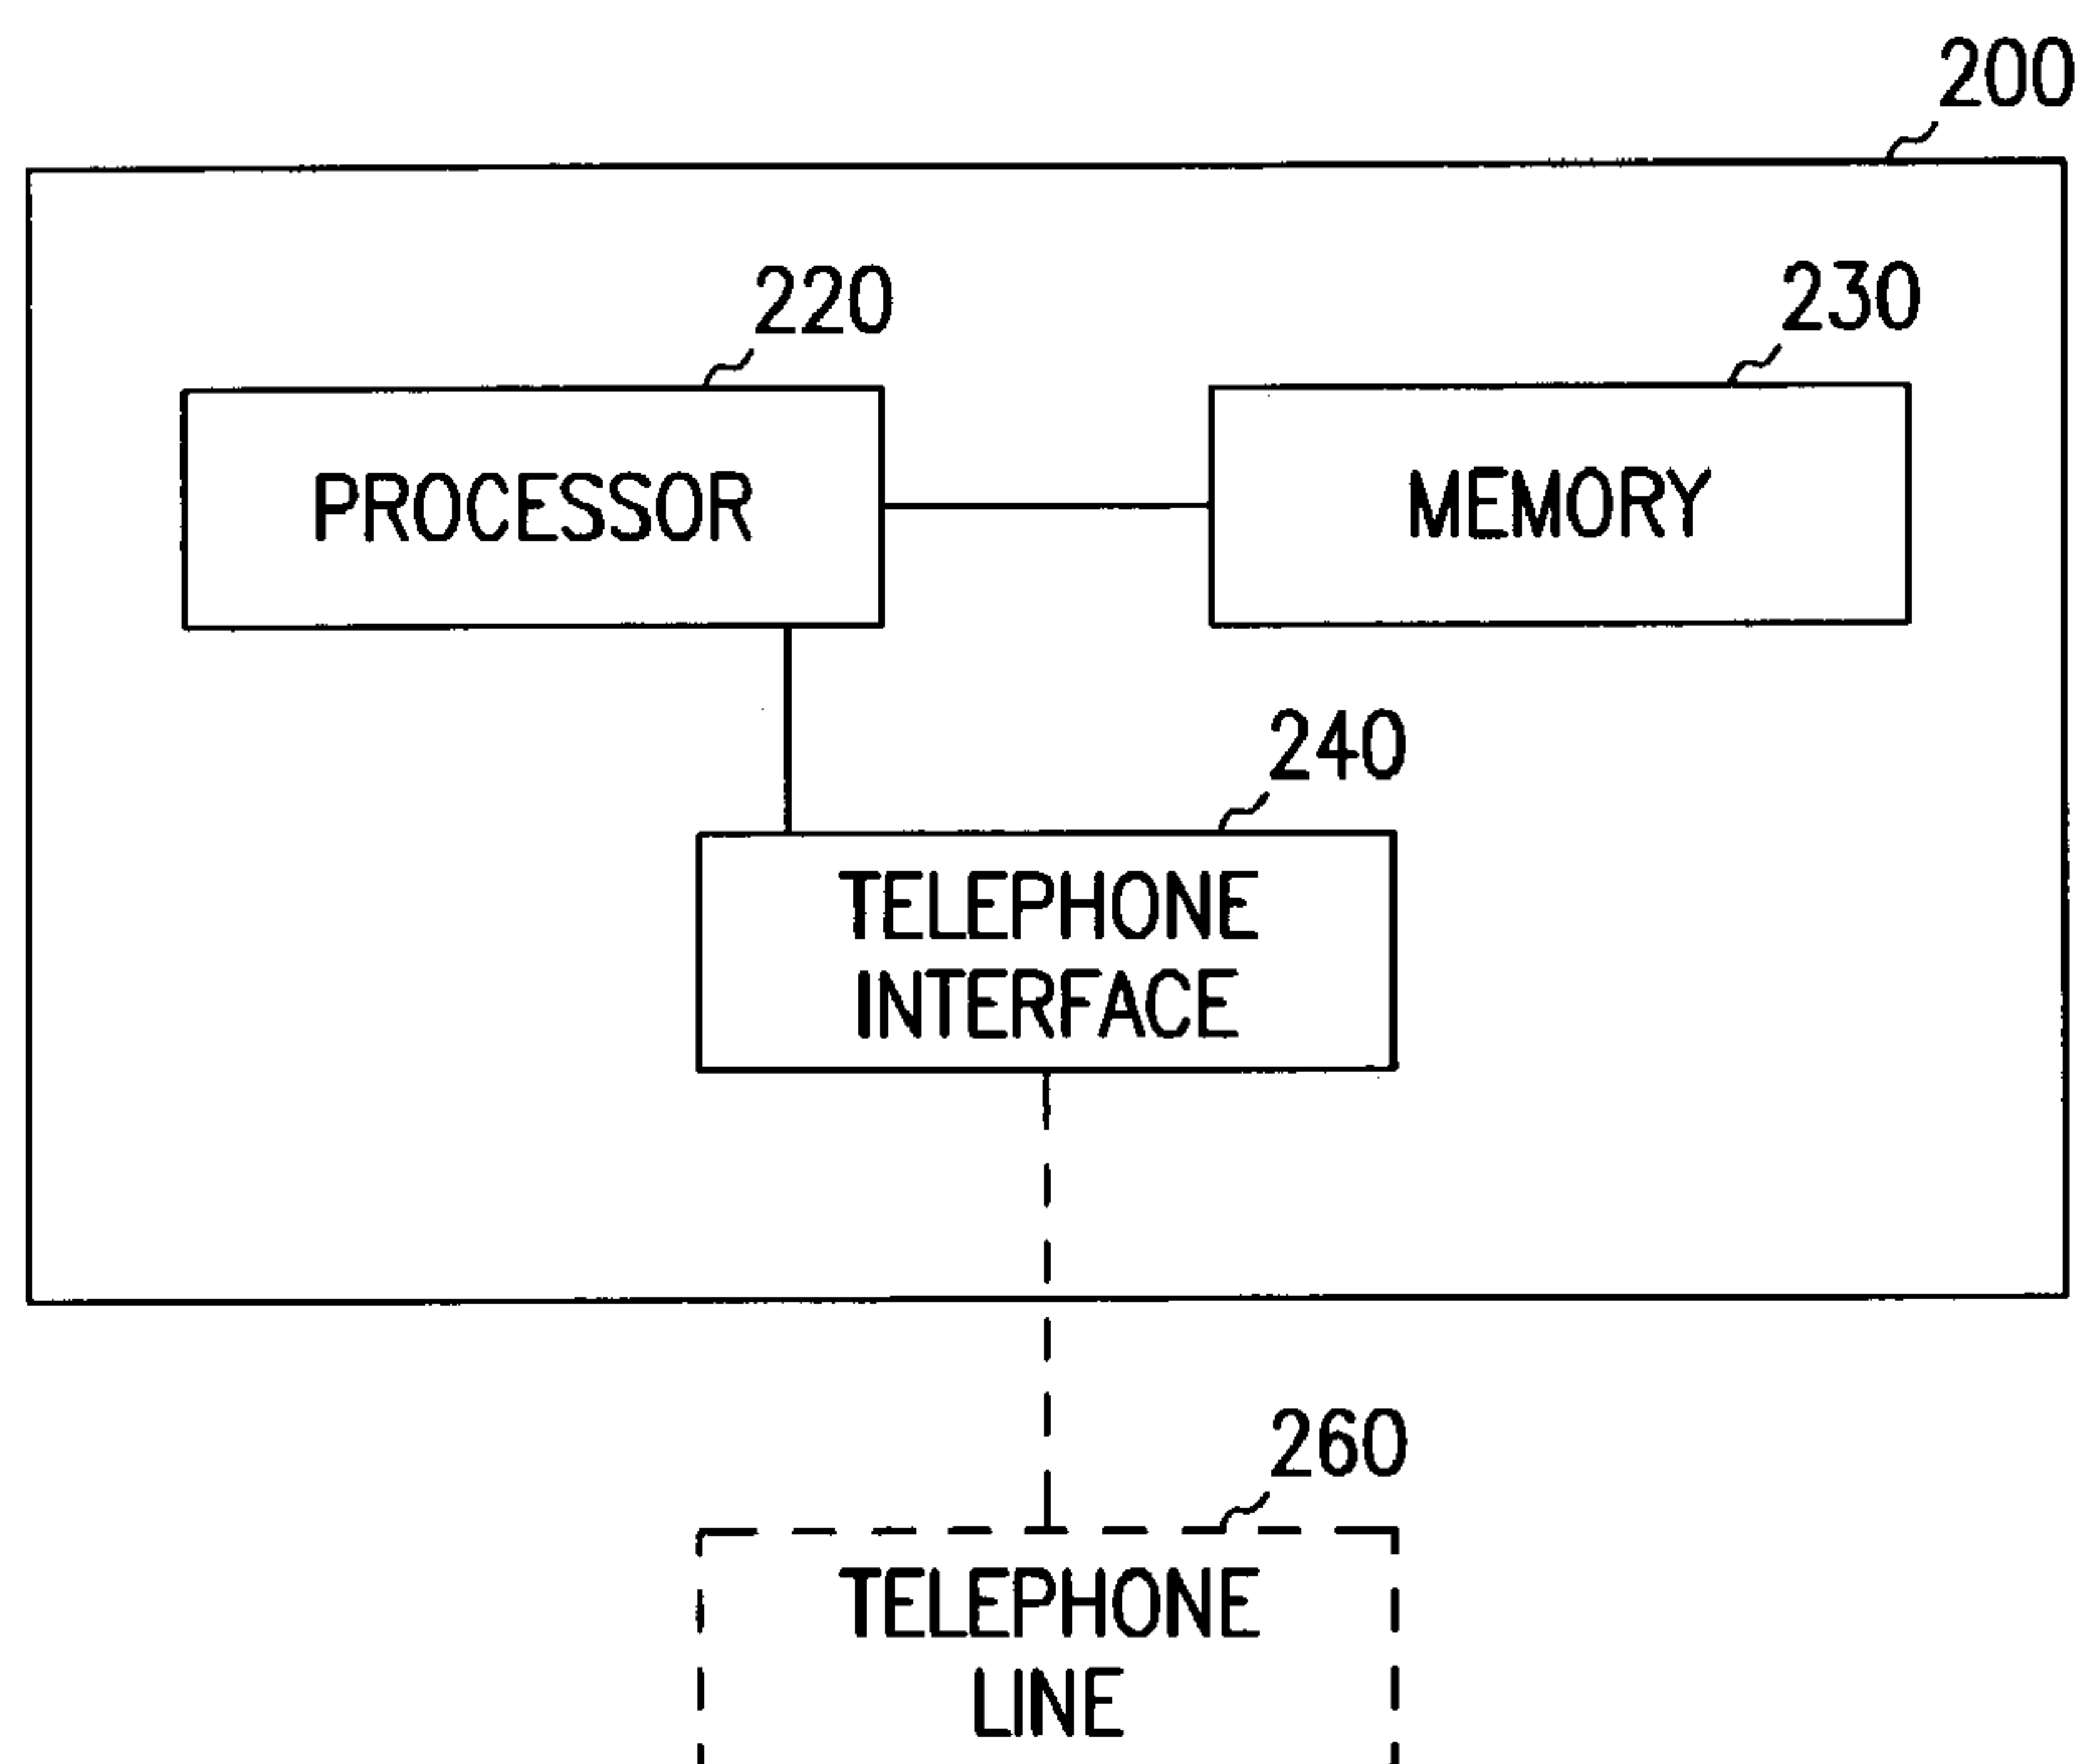 200
220
230
PROCESSOR
MEMORY
240
TELEPHONE
INTERFACE
260
TELEPHONE
LINE